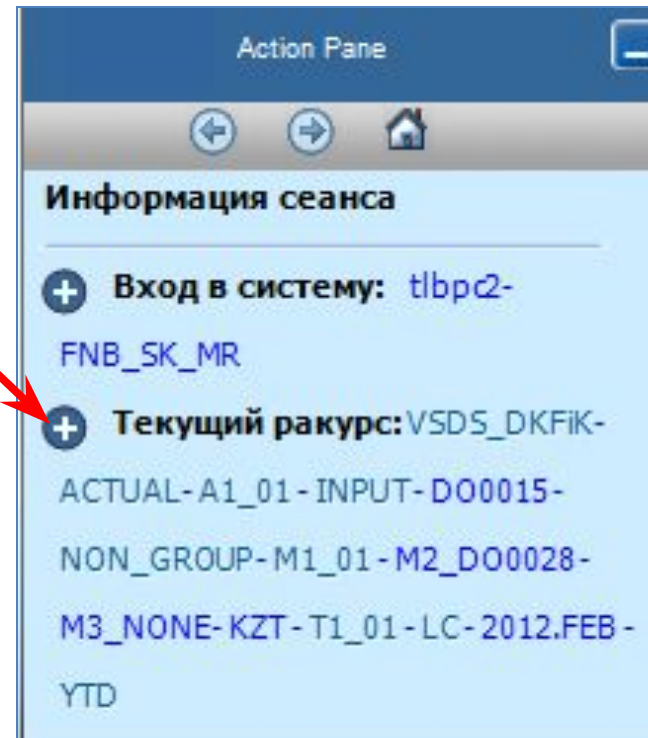 Action Pane
Информация сеанса
Вход в систему: tlbpc2-
FNB_SK_MR
Текущий ракурс: VSDS_DKFiK-
ACTUAL-A1_01-INPUT-DO0015-
NON_GROUP-M1_01-M2_DO0028-
M3_NONE-KZT-T1_01-LC-2012.FEB-
YTD